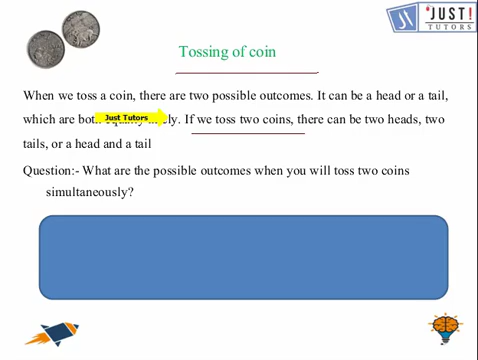 JUST!
TUTORS
Tossing of coin
When we toss a coin, there are two possible outcomes. It can be a head or a tail,
which are both Just Tutors ly. If we toss two coins, there can be two heads, two
tails, or a head and a tail
Question:- What are the possible outcomes when you will toss two coins
simultaneously?